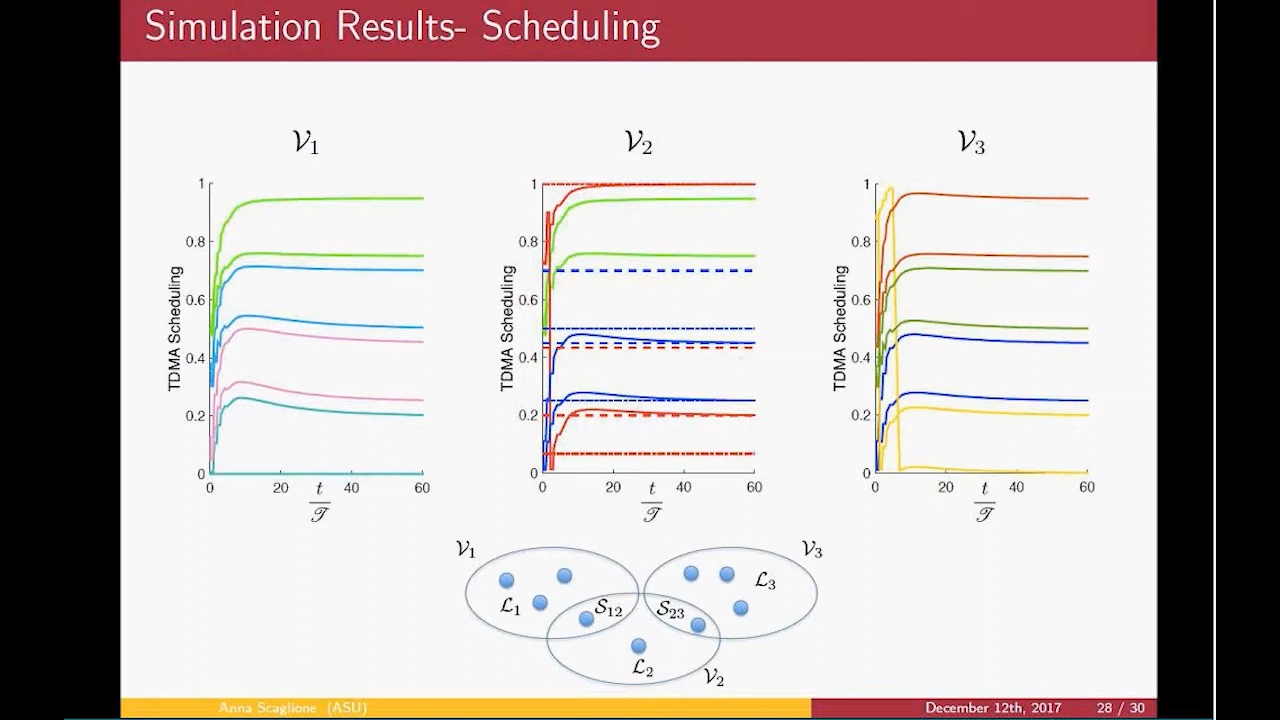 Simulation Results- Scheduling
𝒱1 𝒱2 𝒱3
TDMA Scheduling
1
0.8
0.6
0.4
0.2
0
0 20 40 60
t/𝒯
TDMA Scheduling
1
0.8
0.6
0.4
0.2
0
0 20 40 60
t/𝒯
TDMA Scheduling
1
0.8
0.6
0.4
0.2
0
0 20 40 60
t/𝒯
𝒱1 𝒱3
ℒ1 𝒮12 𝒮23 ℒ3
ℒ2 𝒱2
Anna Scaglione (ASU) December 12th, 2017 28 / 30